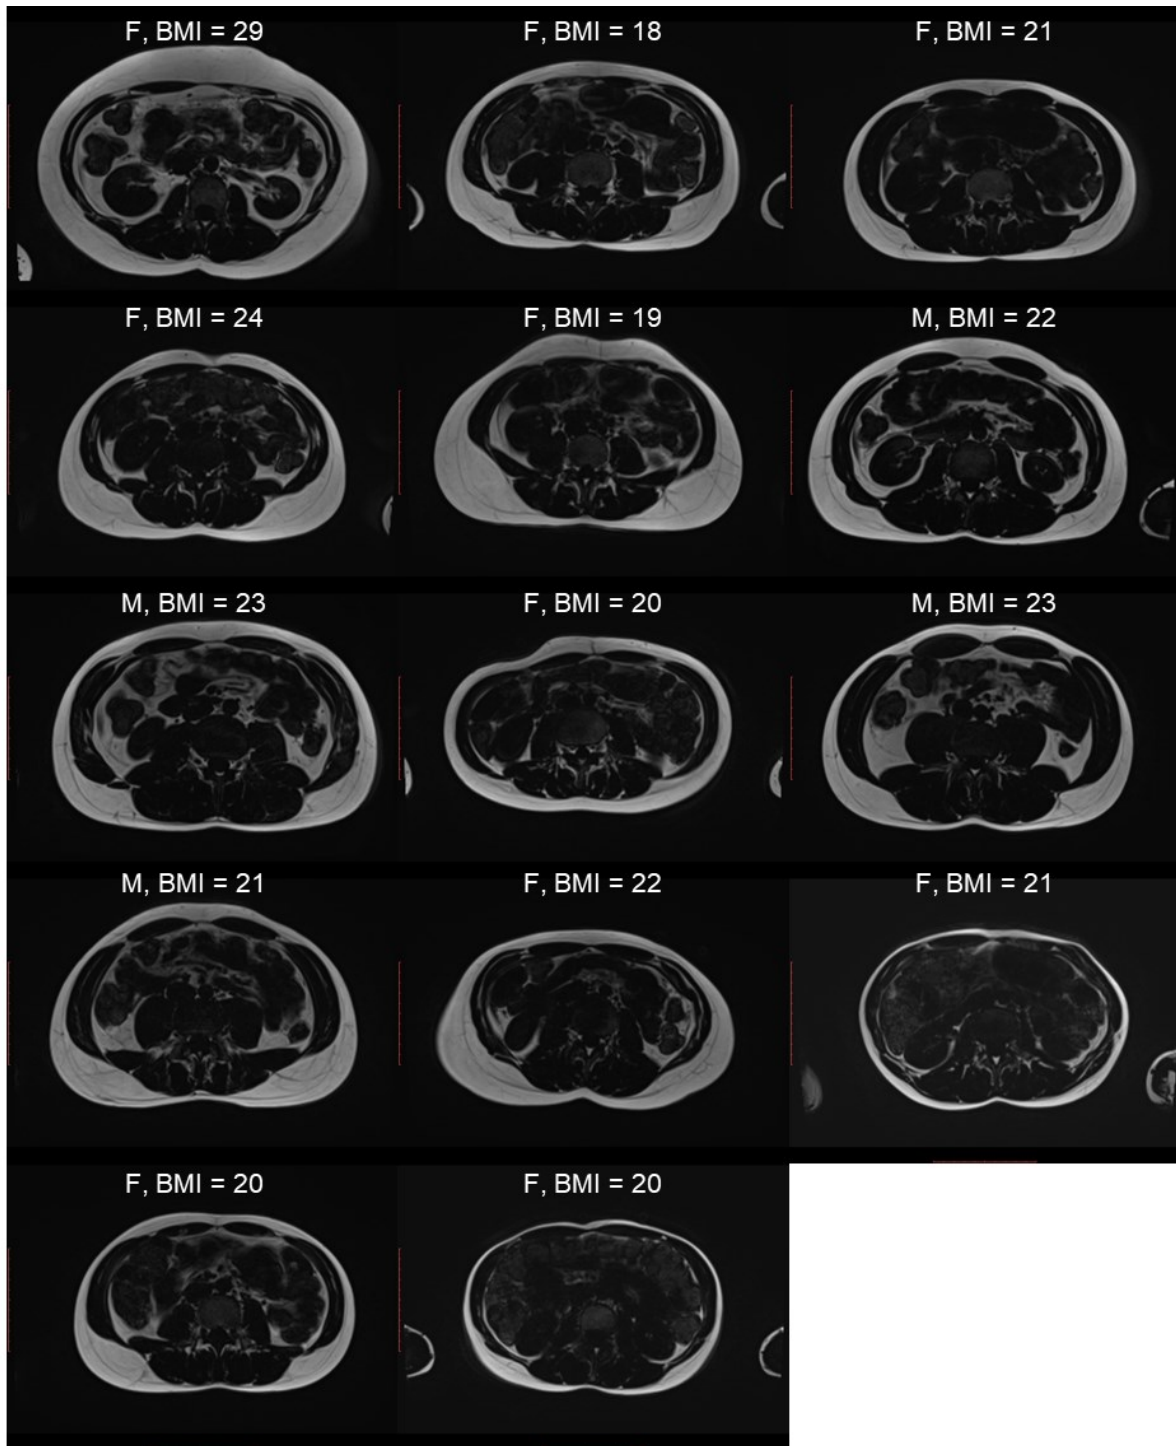 F, BMI = 29
F, BMI = 18
F, BMI = 21
F, BMI = 24
F, BMI = 19
M, BMI = 22
M, BMI = 23
F, BMI = 20
M, BMI = 23
M, BMI = 21
F, BMI = 22
F, BMI = 21
F, BMI = 20
F, BMI = 20